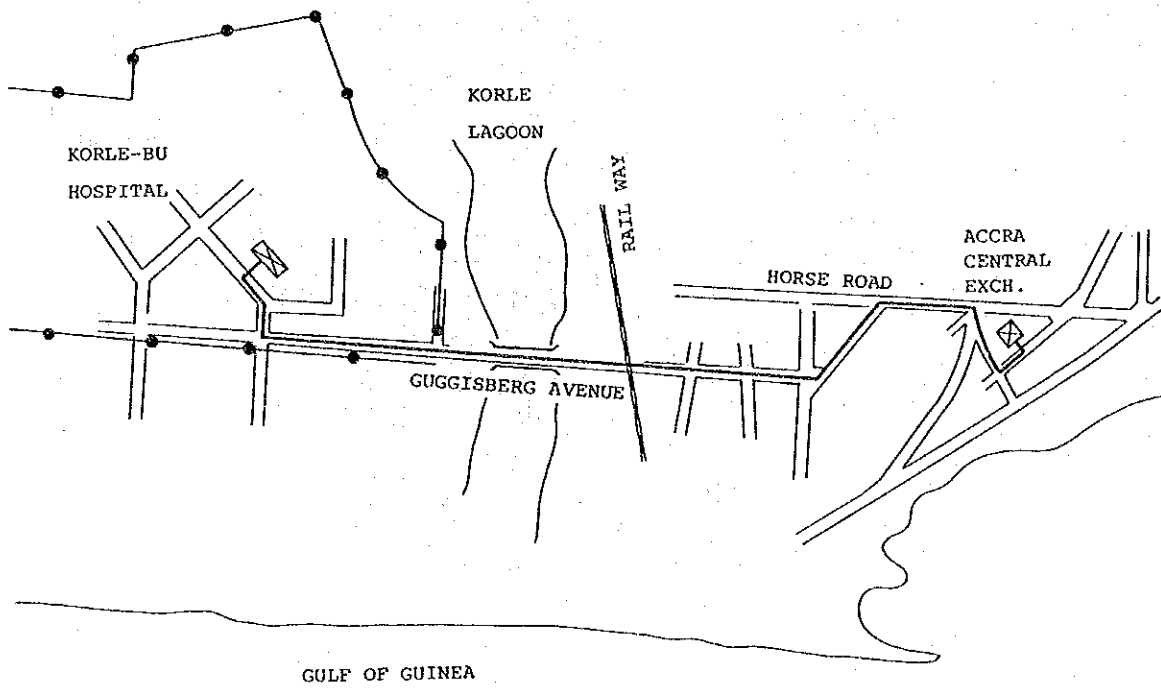 KORLE
LAGOON
KORLE-BU
HOSPITAL
RAIL WAY
ACCRA
CENTRAL
EXCH.
HORSE ROAD
GUGGISBERG AVENUE
GULF OF GUINEA